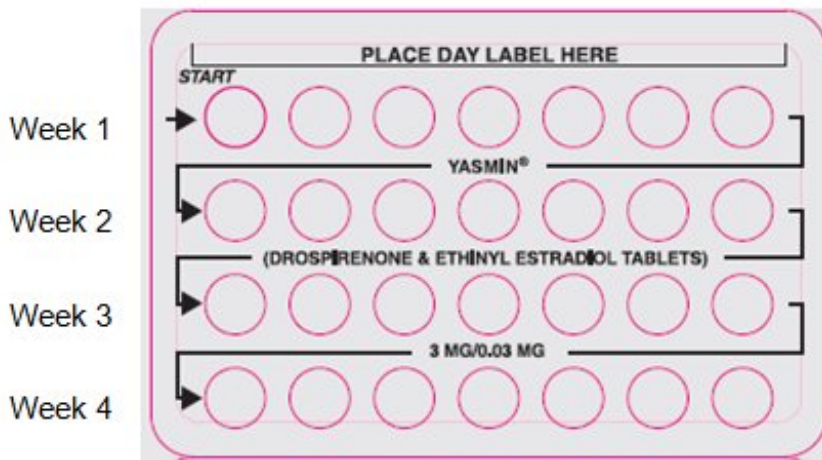 PLACE DAY LABEL HERE
START
Week 1
YASMIN®
Week 2
(DROSPIRENONE & ETHINYL ESTRADIOL TABLETS)
Week 3
3 MG/0.03 MG
Week 4